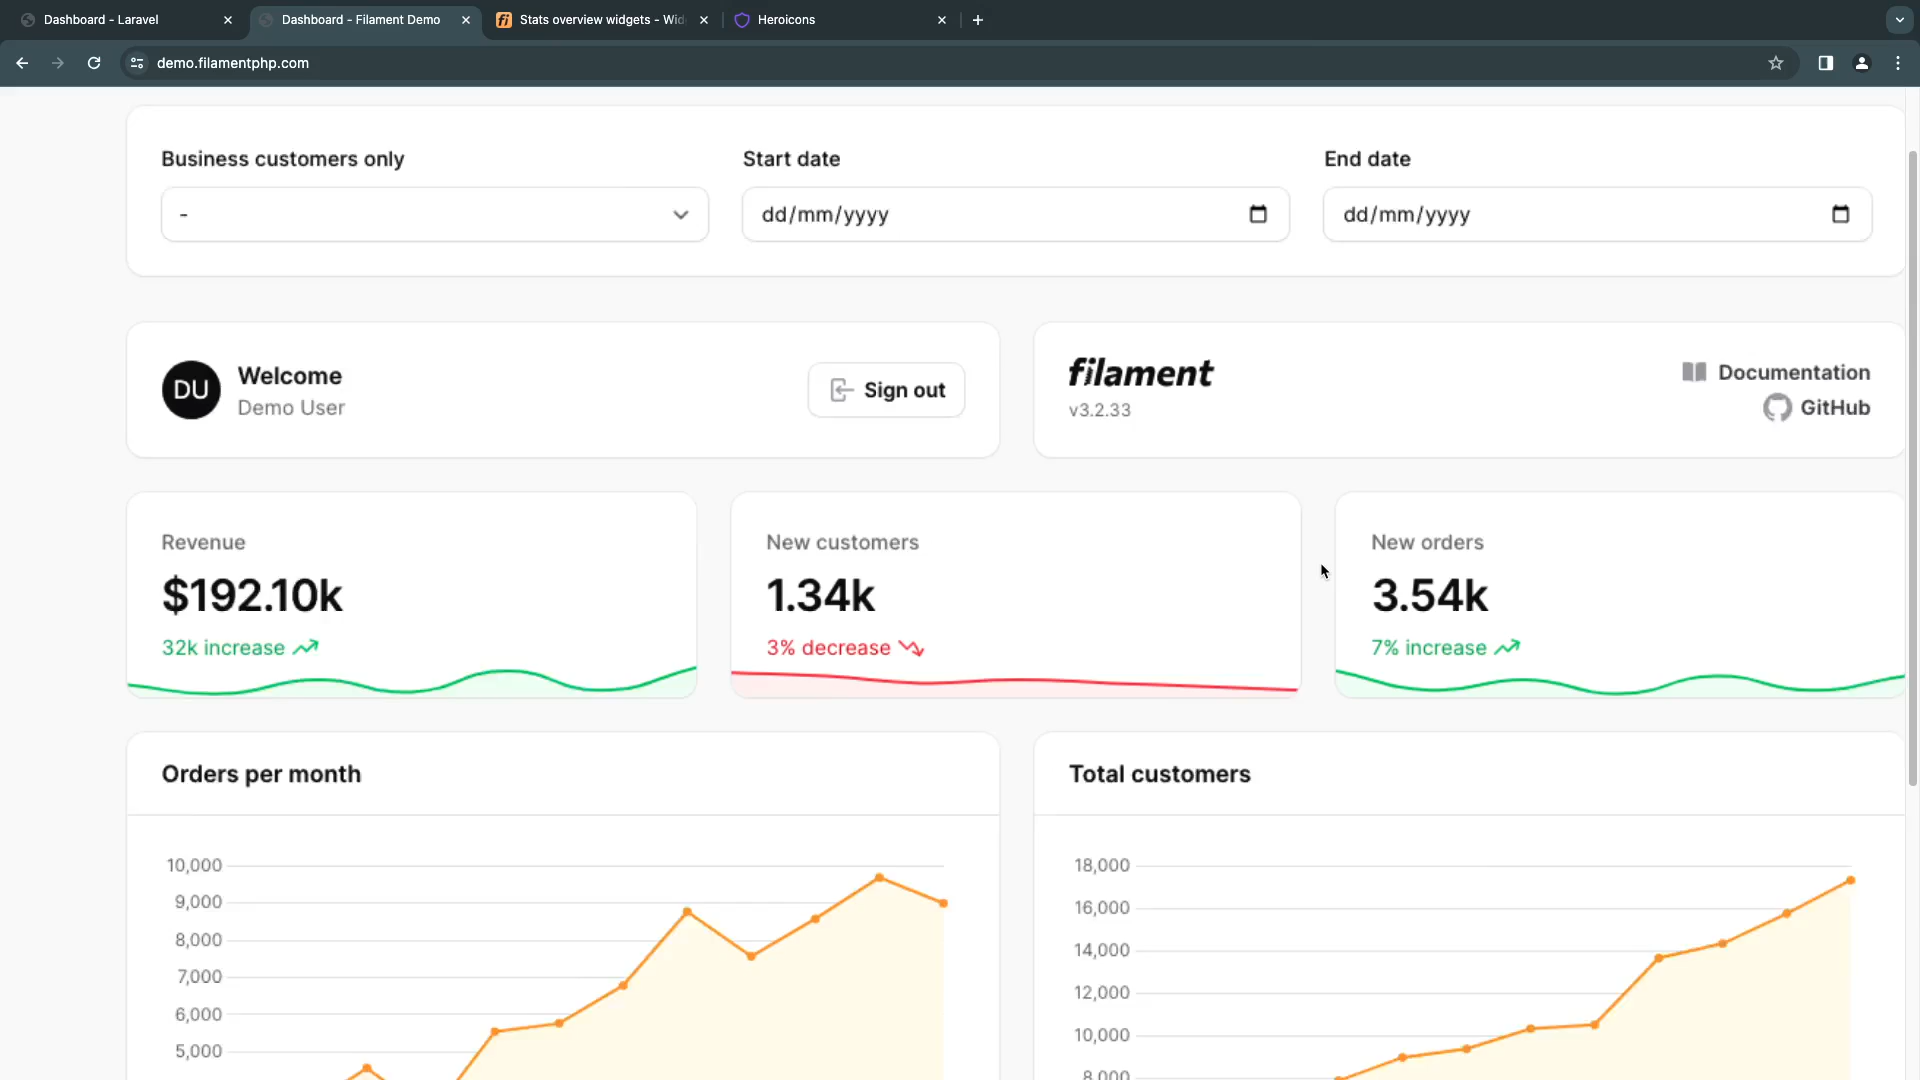 Dashboard - Laravel
Dashboard - Filament Demo
fi Stats overview widgets - Wid
Heroicons
demo.filamentphp.com
Business customers only
Start date
End date
-
dd/mm/yyyy
dd/mm/yyyy
DU
Welcome
Demo User
Sign out
filament
v3.2.33
Documentation
GitHub
Revenue
$192.10k
32k increase
New customers
1.34k
3% decrease
New orders
3.54k
7% increase
Orders per month
10,000
9,000
8,000
7,000
6,000
5,000
Total customers
18,000
16,000
14,000
12,000
10,000
8,000